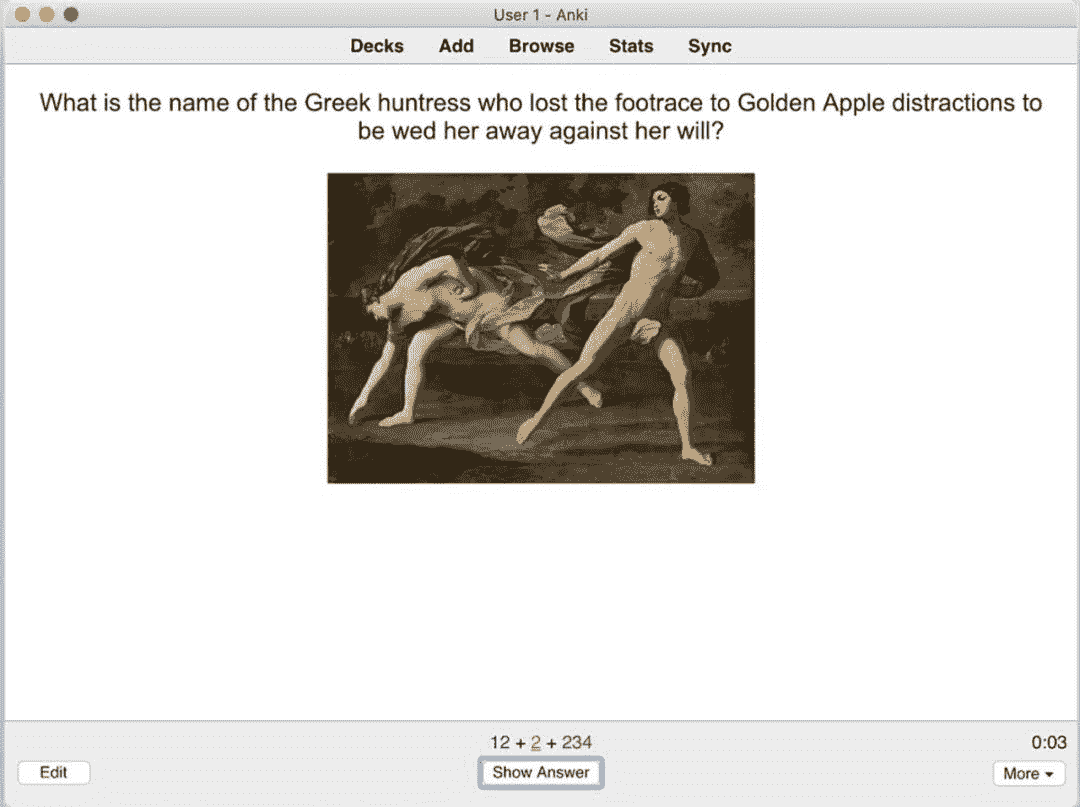 User 1 - Anki
Decks Add Browse Stats Sync
What is the name of the Greek huntress who lost the footrace to Golden Apple distractions to
be wed her away against her will?
12 + 2 + 234
0:03
Edit
Show Answer
More